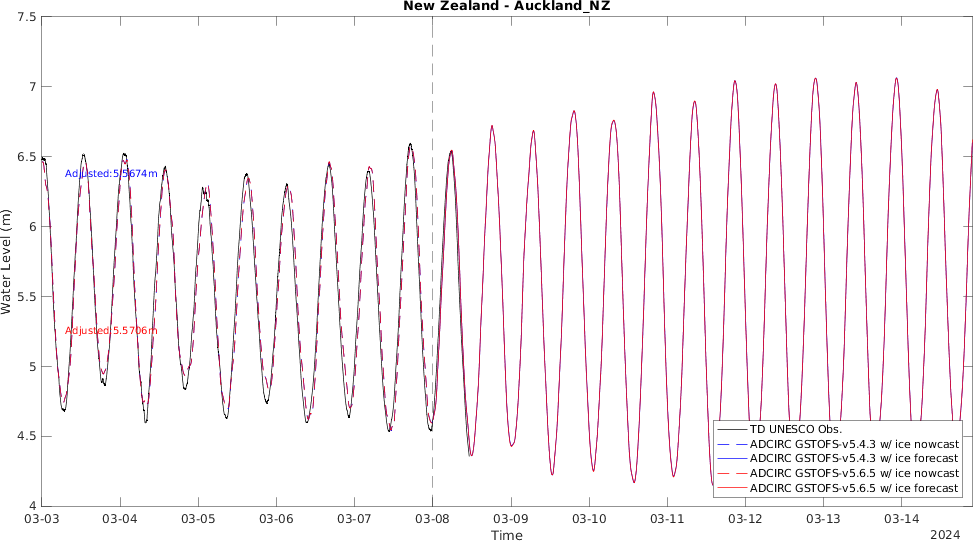 New Zealand - Auckland_NZ
7.5
7
6.5
6
5.5
5
4.5
4
Water Level (m)
Adjusted:5.5674m
Adjusted:5.5706m
TD UNESCO Obs.
ADCIRC GSTOFS-v5.4.3 w/ ice nowcast
ADCIRC GSTOFS-v5.4.3 w/ ice forecast
ADCIRC GSTOFS-v5.6.5 w/ ice nowcast
ADCIRC GSTOFS-v5.6.5 w/ ice forecast
03-03 03-04 03-05 03-06 03-07 03-08 03-09 03-10 03-11 03-12 03-13 03-14
Time
2024